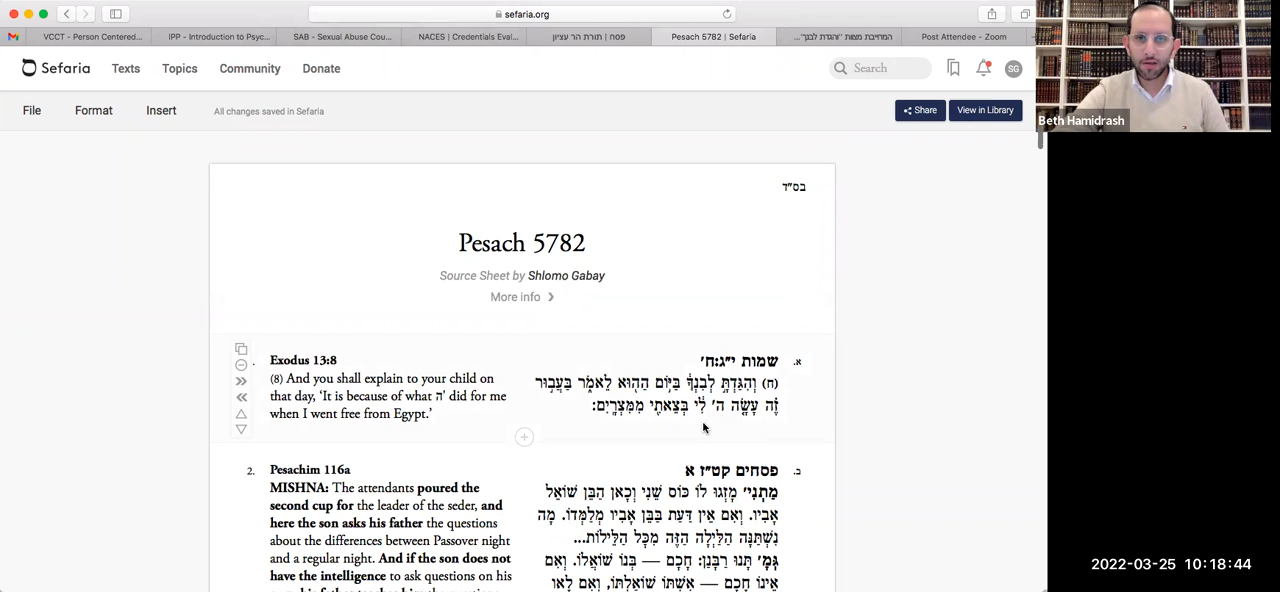 sefaria.org
VCCT - Person Centered...
IPP - Introduction to Psyc...
SAB - Sexual Abuse Cou...
NACES | Credentials Eval...
פסח | תורת הר עציון
Pesach 5782 | Sefaria
המחייבת מצות "והגדת לבנך"...
Post Attendee - Zoom
Sefaria
Texts
Topics
Community
Donate
Search
SG
File
Format
Insert
All changes saved in Sefaria
Share
View in Library
Beth Hamidrash
בס"ד
Pesach 5782
Source Sheet by Shlomo Gabay
More info
Exodus 13:8
(8) And you shall explain to your child on
that day, ‘It is because of what ה' did for me
when I went free from Egypt.’
א.
שמות י״ג:ח׳
(ח) וְהִגַּדְתָּ֣ לְבִנְךָ֔ בַּיּ֥וֹם הַה֖וּא לֵאמֹ֑ר בַּעֲב֣וּר
זֶ֗ה עָשָׂ֤ה ה' לִ֔י בְּצֵאתִ֖י מִמִּצְרָֽיִם׃
2.
Pesachim 116a
MISHNA: The attendants poured the
second cup for the leader of the seder, and
here the son asks his father the questions
about the differences between Passover night
and a regular night. And if the son does not
have the intelligence to ask questions on his
ב.
פסחים קט״ז א
מַתְנִי׳ מָזְגוּ לוֹ כּוֹס שֵׁנִי וְכָאן הַבֵּן שׁוֹאֵל
אָבִיו. וְאִם אֵין דַּעַת בַּבֵּן אָבִיו מְלַמְּדוֹ. מָה
נִשְׁתַּנָּה הַלַּיְלָה הַזֶּה מִכׇּל הַלֵּילוֹת...
גְּמָ׳ תָּנוּ רַבָּנַן: חָכָם — בְּנוֹ שׁוֹאֲלוֹ. וְאִם
אֵינוֹ חָכָם — אִשְׁתּוֹ שׁוֹאַלְתּוֹ, וְאִם לָאו
2022-03-25 10:18:44